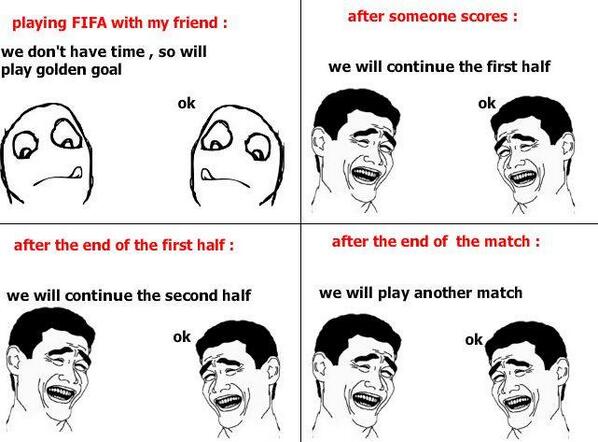 playing FIFA with my friend :
we don't have time , so will
play golden goal
ok
after someone scores :
we will continue the first half
ok
after the end of the first half :
we will continue the second half
ok
after the end of the match :
we will play another match
ok